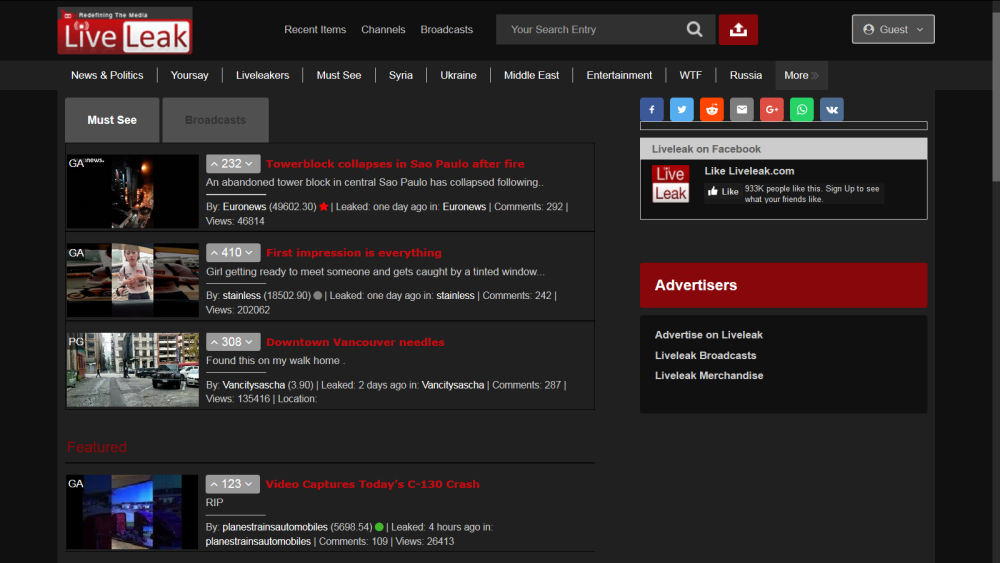 Redefining The Media
Live Leak
Recent Items
Channels
Broadcasts
Your Search Entry
Guest
News & Politics
Yoursay
Liveleakers
Must See
Syria
Ukraine
Middle East
Entertainment
WTF
Russia
More
Must See
Broadcasts
GA
232
Towerblock collapses in Sao Paulo after fire
An abandoned tower block in central Sao Paulo has collapsed following..
By: Euronews (49602.30) | Leaked: one day ago in: Euronews | Comments: 292 |
Views: 46814
GA
410
First impression is everything
Girl getting ready to meet someone and gets caught by a tinted window...
By: stainless (18502.90) | Leaked: one day ago in: stainless | Comments: 242 |
Views: 202062
PG
308
Downtown Vancouver needles
Found this on my walk home .
By: Vancitysascha (3.90) | Leaked: 2 days ago in: Vancitysascha | Comments: 287 |
Views: 135416 | Location:
Featured
GA
123
Video Captures Today's C-130 Crash
RIP
By: planestrainsautomobiles (5698.54) | Leaked: 4 hours ago in:
planestrainsautomobiles | Comments: 109 | Views: 26413
Liveleak on Facebook
Live
Leak
Like Liveleak.com
Like
933K people like this. Sign Up to see
what your friends like.
Advertisers
Advertise on Liveleak
Liveleak Broadcasts
Liveleak Merchandise